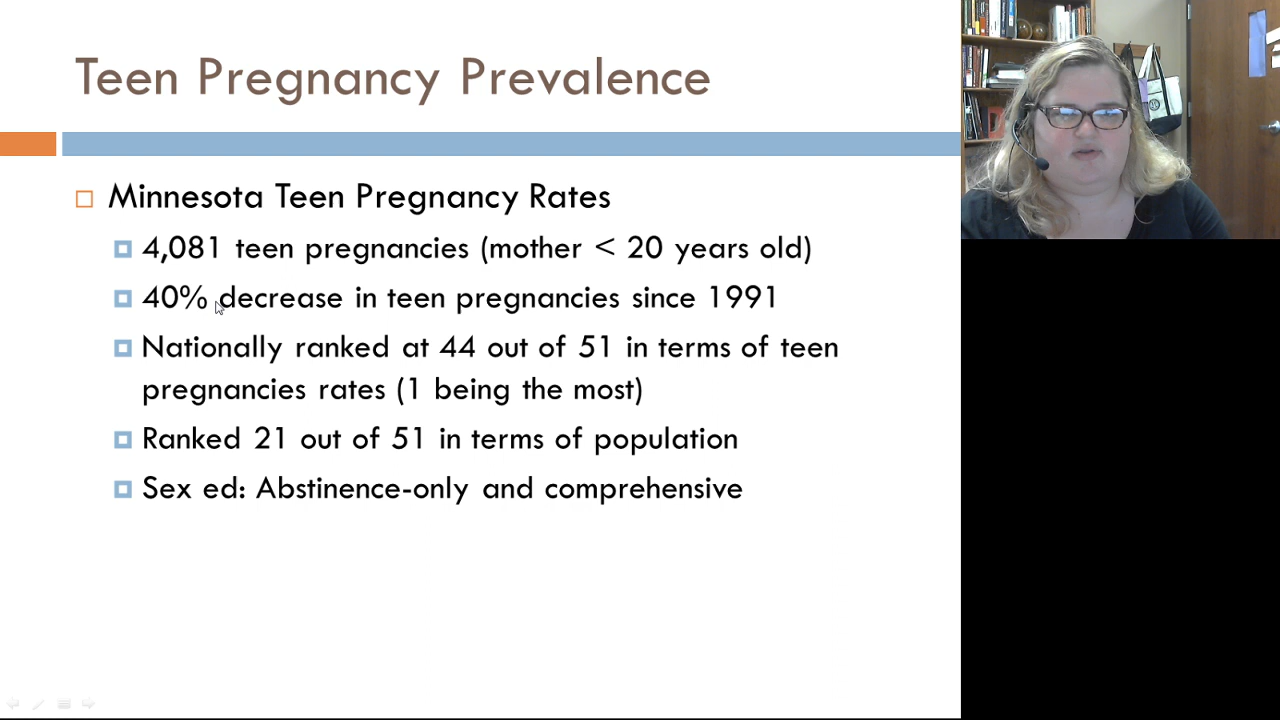 Teen Pregnancy Prevalence
Minnesota Teen Pregnancy Rates
4,081 teen pregnancies (mother < 20 years old)
40% decrease in teen pregnancies since 1991
Nationally ranked at 44 out of 51 in terms of teen
pregnancies rates (1 being the most)
Ranked 21 out of 51 in terms of population
Sex ed: Abstinence-only and comprehensive